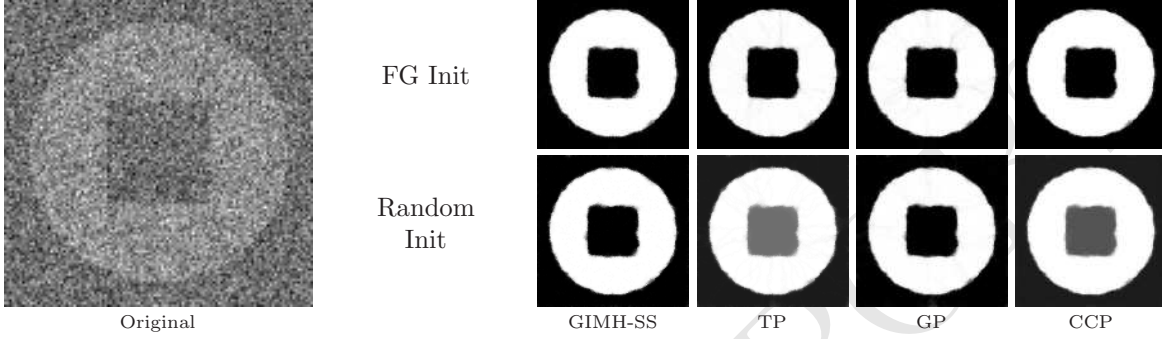 FG Init
Random
Init
Original
GIMH-SS
TP
GP
CCP